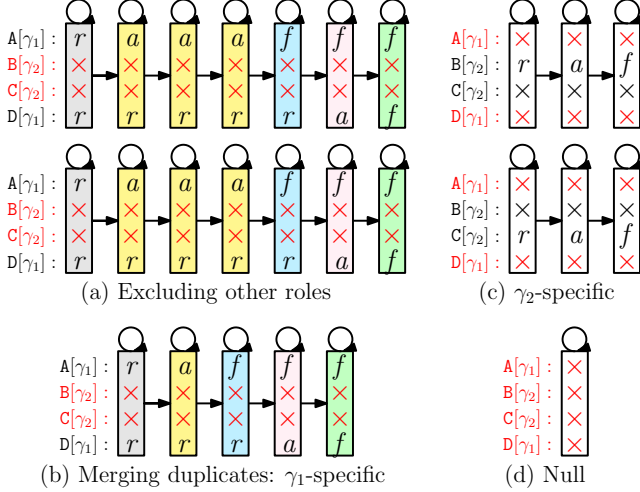 A[γ₁] : r a a a f f f
B[γ₂] : × × × × × × ×
C[γ₂] : × × × × × × ×
D[γ₁] : r r r r r a f
A[γ₁] : r a a a f f f
B[γ₂] : × × × × × × ×
C[γ₂] : × × × × × × ×
D[γ₁] : r r r r r a f
(a) Excluding other roles
A[γ₁] : r a f f f
B[γ₂] : × × × × ×
C[γ₂] : × × × × ×
D[γ₁] : r r r a f
(b) Merging duplicates: γ₁-specific
A[γ₁] : × × ×
B[γ₂] : r a f
C[γ₂] : × × ×
D[γ₁] : × × ×
A[γ₁] : × × ×
B[γ₂] : × × ×
C[γ₂] : r a f
D[γ₁] : × × ×
(c) γ₂-specific
A[γ₁] : ×
B[γ₂] : ×
C[γ₂] : ×
D[γ₁] : ×
(d) Null